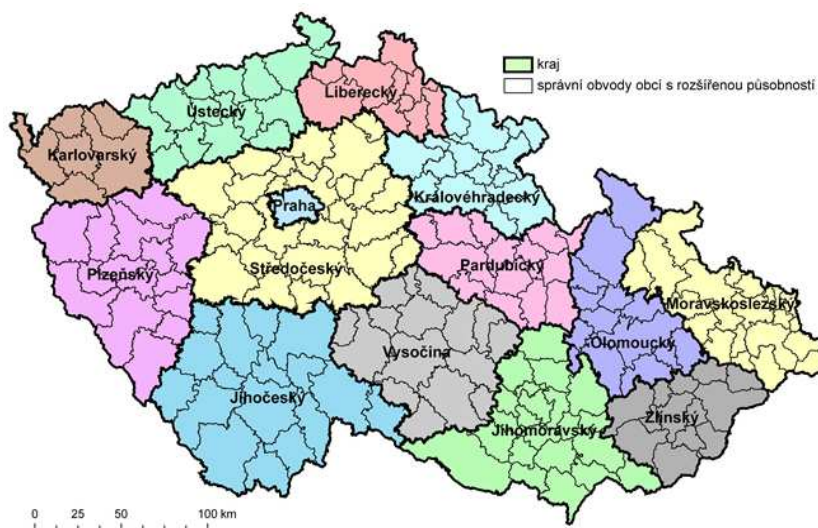 kraj
správní obvody obcí s rozšířenou působností
Liberecký
Ústecký
Karlovarský
Královéhradecký
Praha
Plzeňský
Středočeský
Pardubický
Moravskoslezský
Olomoucký
Vysočina
Jihočeský
Zlínský
Jihomoravský
0 25 50 100 km